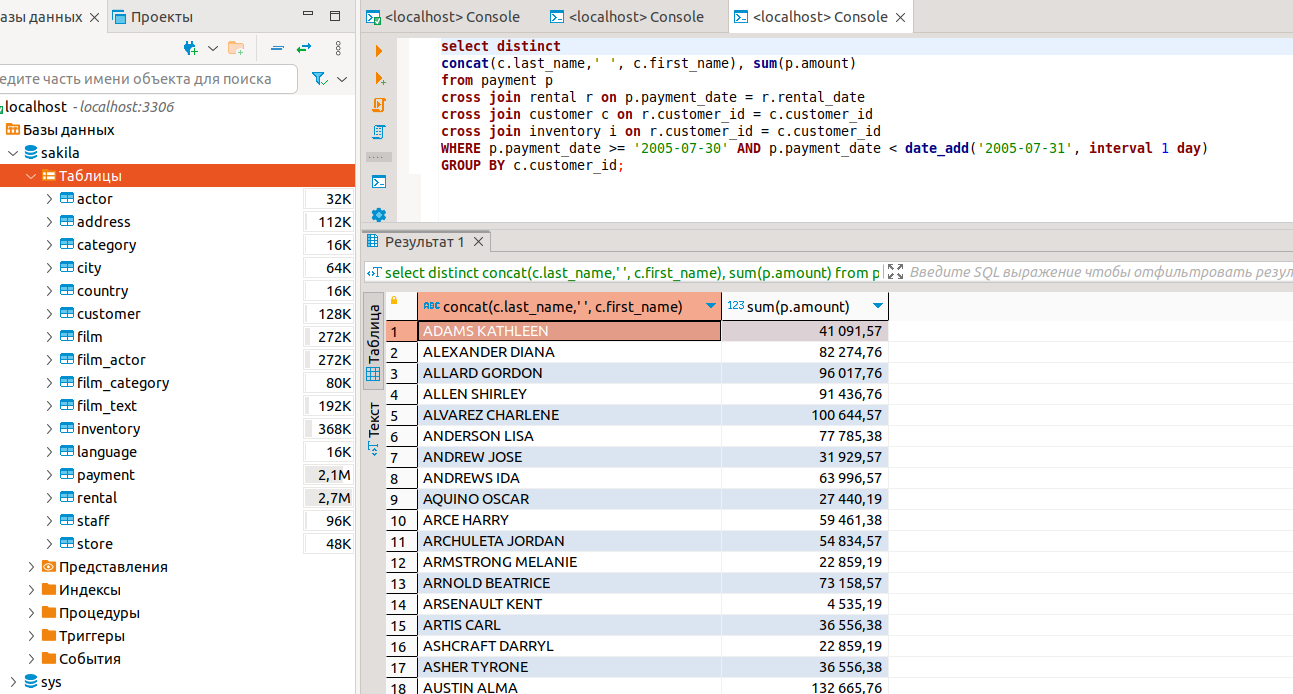 азы данных
Проекты
<localhost> Console
<localhost> Console
<localhost> Console
едите часть имени объекта для поиска
localhost - localhost:3306
Базы данных
sakila
Таблицы
actor 32K
address 112K
category 16K
city 64K
country 16K
customer 128K
film 272K
film_actor 272K
film_category 80K
film_text 192K
inventory 368K
language 16K
payment 2,1M
rental 2,7M
staff 96K
store 48K
Представления
Индексы
Процедуры
Триггеры
События
sys
select distinct
concat(c.last_name,' ', c.first_name), sum(p.amount)
from payment p
cross join rental r on p.payment_date = r.rental_date
cross join customer c on r.customer_id = c.customer_id
cross join inventory i on r.customer_id = c.customer_id
WHERE p.payment_date >= '2005-07-30' AND p.payment_date < date_add('2005-07-31', interval 1 day)
GROUP BY c.customer_id;
Результат 1
select distinct concat(c.last_name,' ', c.first_name), sum(p.amount) from p
Введите SQL выражение чтобы отфильтровать резул
Таблица
Текст
ABC concat(c.last_name,' ', c.first_name) 123 sum(p.amount)
1 ADAMS KATHLEEN 41 091,57
2 ALEXANDER DIANA 82 274,76
3 ALLARD GORDON 96 017,76
4 ALLEN SHIRLEY 91 436,76
5 ALVAREZ CHARLENE 100 644,57
6 ANDERSON LISA 77 785,38
7 ANDREW JOSE 31 929,57
8 ANDREWS IDA 63 996,57
9 AQUINO OSCAR 27 440,19
10 ARCE HARRY 59 461,38
11 ARCHULETA JORDAN 54 834,57
12 ARMSTRONG MELANIE 22 859,19
13 ARNOLD BEATRICE 73 158,57
14 ARSENAULT KENT 4 535,19
15 ARTIS CARL 36 556,38
16 ASHCRAFT DARRYL 22 859,19
17 ASHER TYRONE 36 556,38
18 AUSTIN ALMA 132 665,76